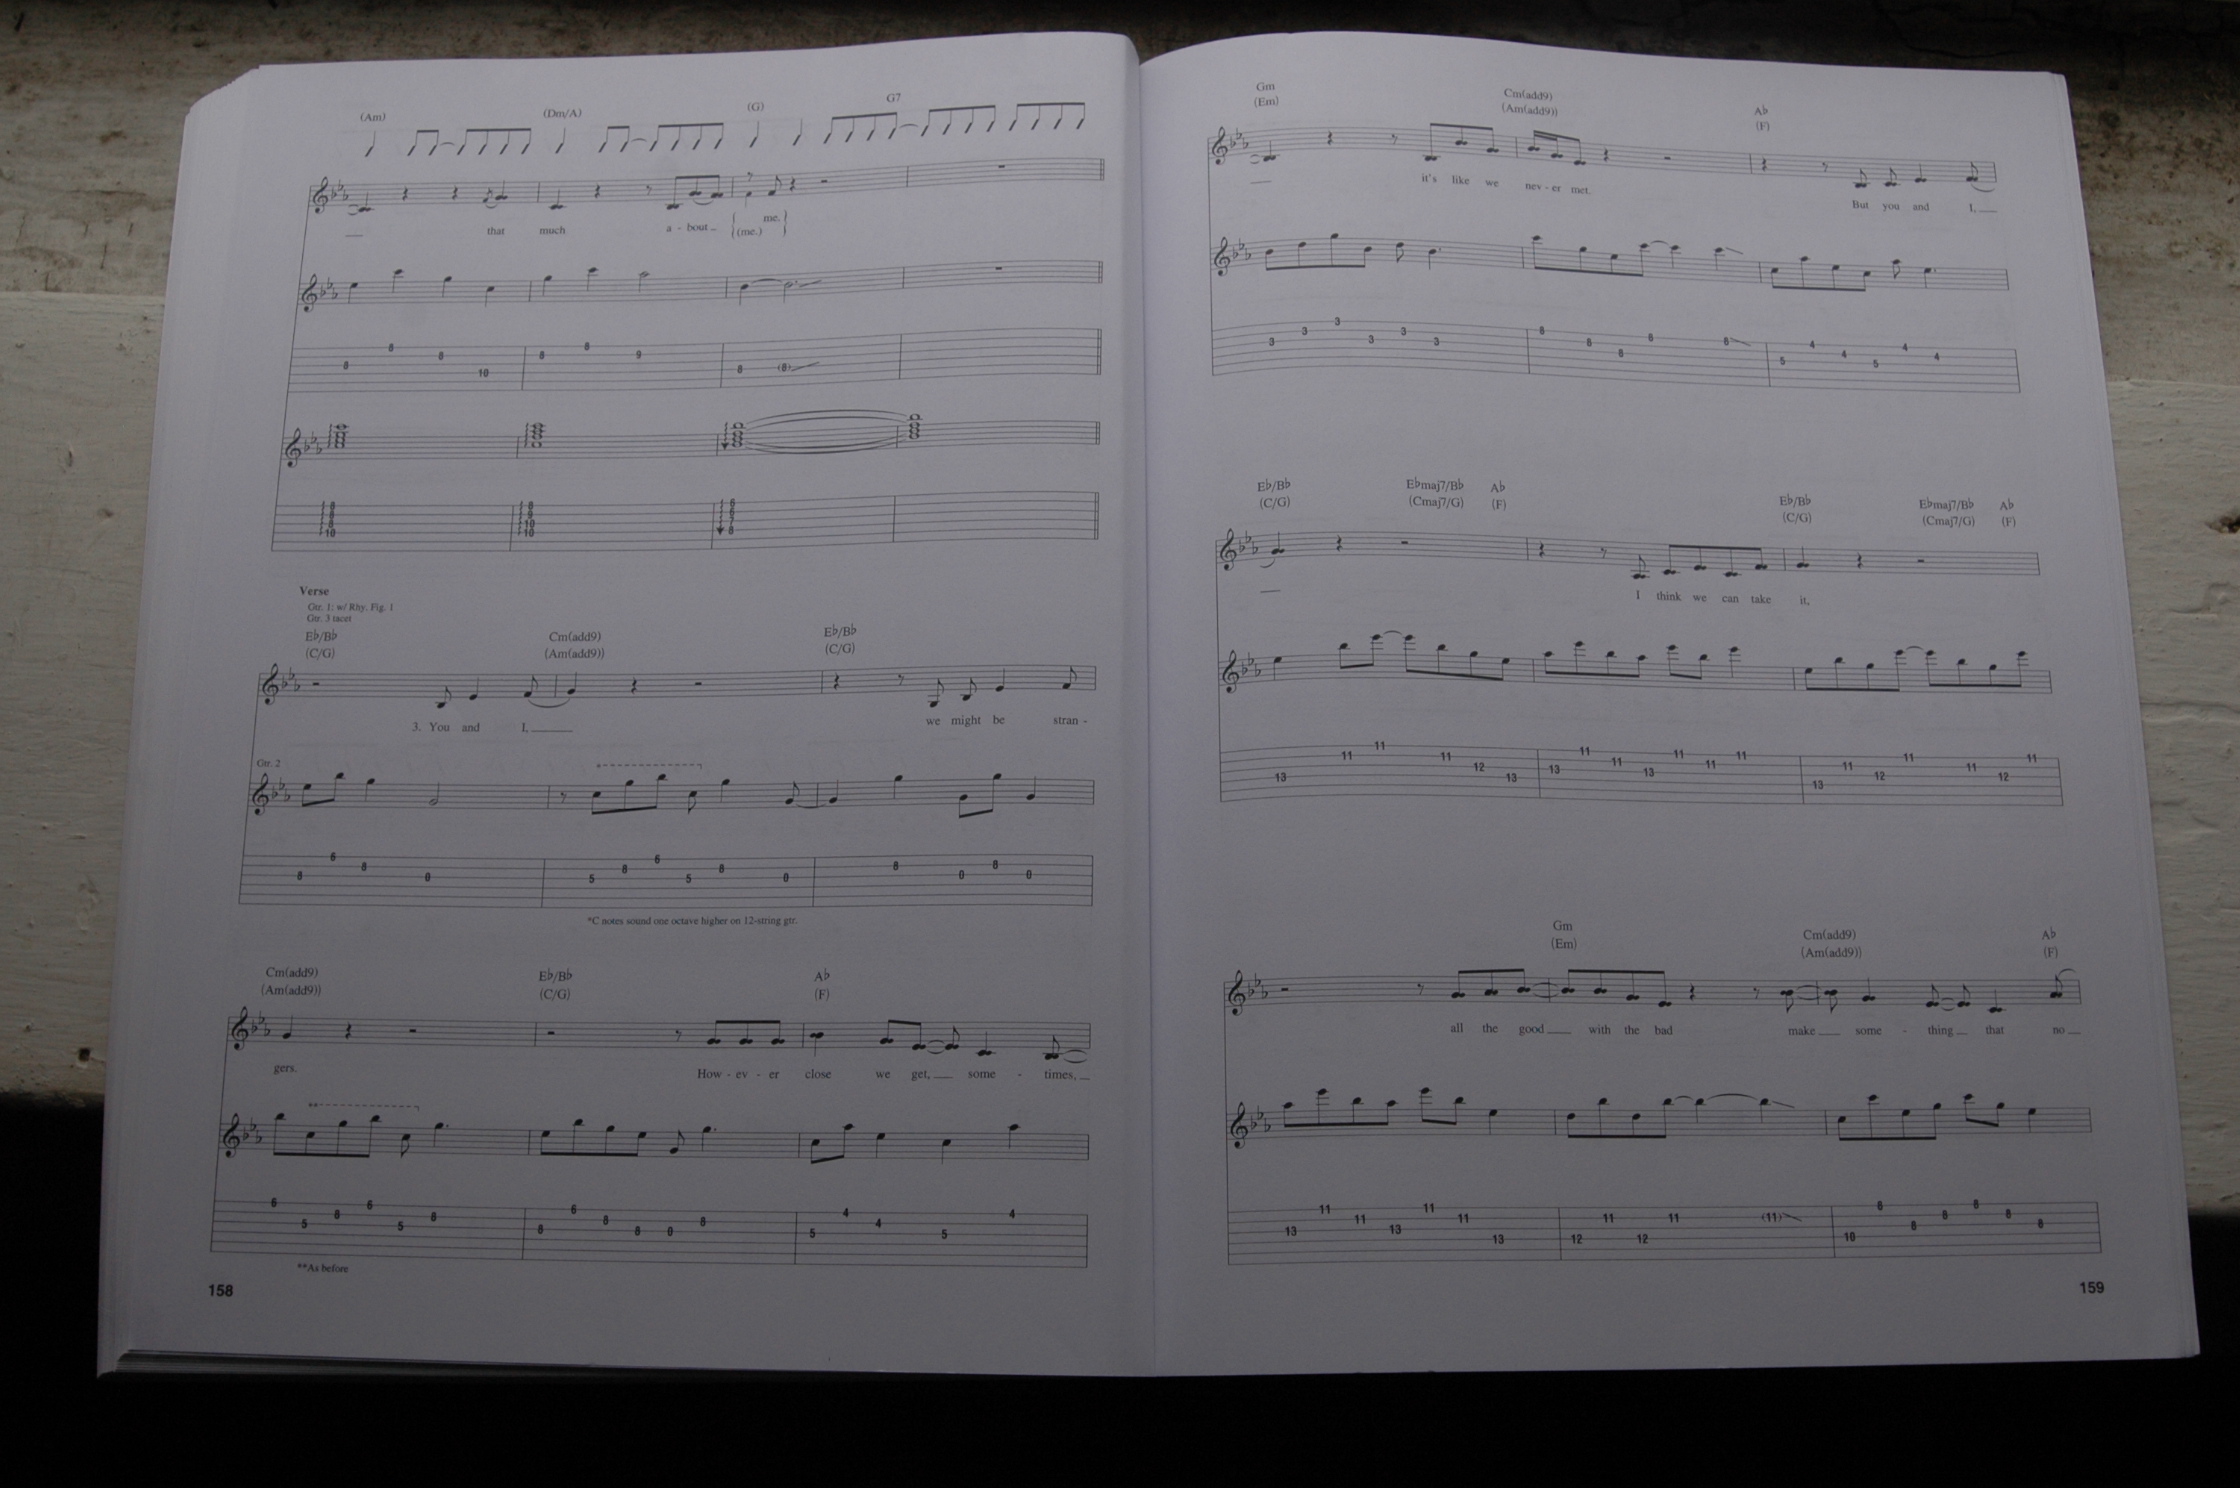 (Am) (Dm/A) (G) G7
that much a - bout me.
(me.)
8 8 8 10 8 8 9 8 (8)
8 8 8 8 10 8 9 10 10 6 6 7 8
Verse
Gtr. 1: w/ Rhy. Fig. 1
Gtr. 3 tacet
E♭/B♭ Cm(add9) E♭/B♭
(C/G) (Am(add9)) (C/G)
3. You and I, we might be stran -
Gtr. 2
*
8 6 8 0 5 8 6 5 8 0 8 0 8 0
*C notes sound one octave higher on 12-string gtr.
Cm(add9) E♭/B♭ A♭
(Am(add9)) (C/G) (F)
gers. How - ev - er close we get, some - times,
**
6 5 8 6 5 8 8 6 8 8 0 8 5 4 4 5 4
**As before
158
Gm Cm(add9) A♭
(Em) (Am(add9)) (F)
it's like we nev - er met. But you and I,
3 3 3 3 3 3 8 8 8 8 8 5 4 4 5 4 4
E♭/B♭ E♭maj7/B♭ A♭ E♭/B♭ E♭maj7/B♭ A♭
(C/G) (Cmaj7/G) (F) (C/G) (Cmaj7/G) (F)
I think we can take it,
13 11 11 11 12 13 13 11 11 13 11 11 11 13 11 12 11 11 12 11
Gm Cm(add9) A♭
(Em) (Am(add9)) (F)
all the good with the bad make some - thing that no
13 11 11 13 11 11 13 12 11 12 11 (11) 10 8 8 8 8 8 8
159